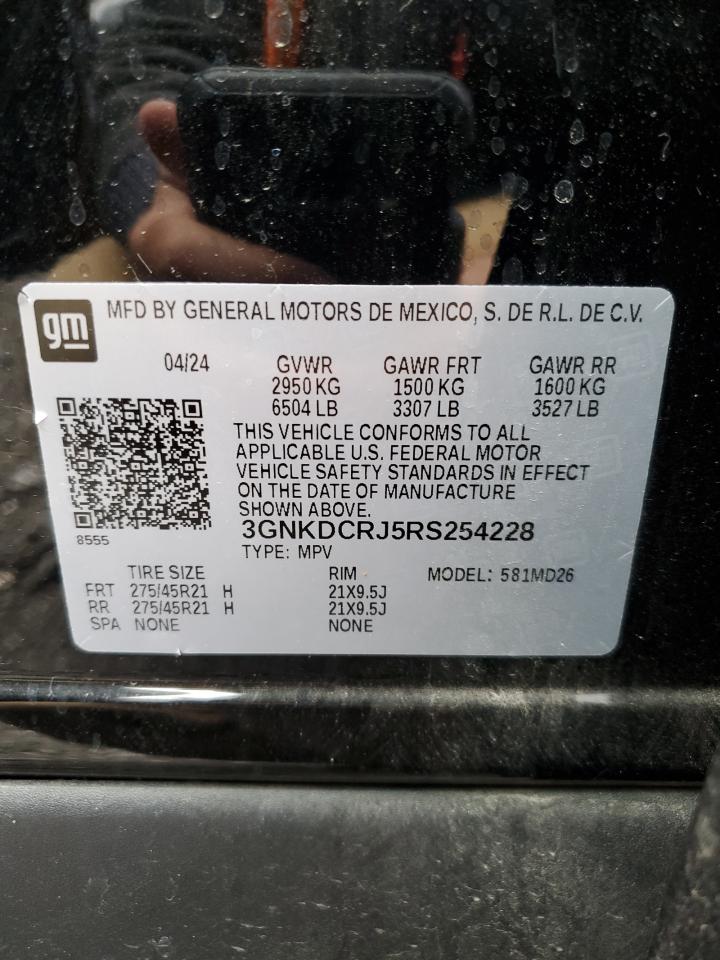 gm
MFD BY GENERAL MOTORS DE MEXICO, S. DE R.L. DE C.V.
04/24 GVWR GAWR FRT GAWR RR
2950 KG 1500 KG 1600 KG
6504 LB 3307 LB 3527 LB
THIS VEHICLE CONFORMS TO ALL
APPLICABLE U.S. FEDERAL MOTOR
VEHICLE SAFETY STANDARDS IN EFFECT
ON THE DATE OF MANUFACTURE
SHOWN ABOVE.
8555
3GNKDCRJ5RS254228
TYPE: MPV
TIRE SIZE RIM MODEL: 581MD26
FRT 275/45R21 H 21X9.5J
RR 275/45R21 H 21X9.5J
SPA NONE NONE